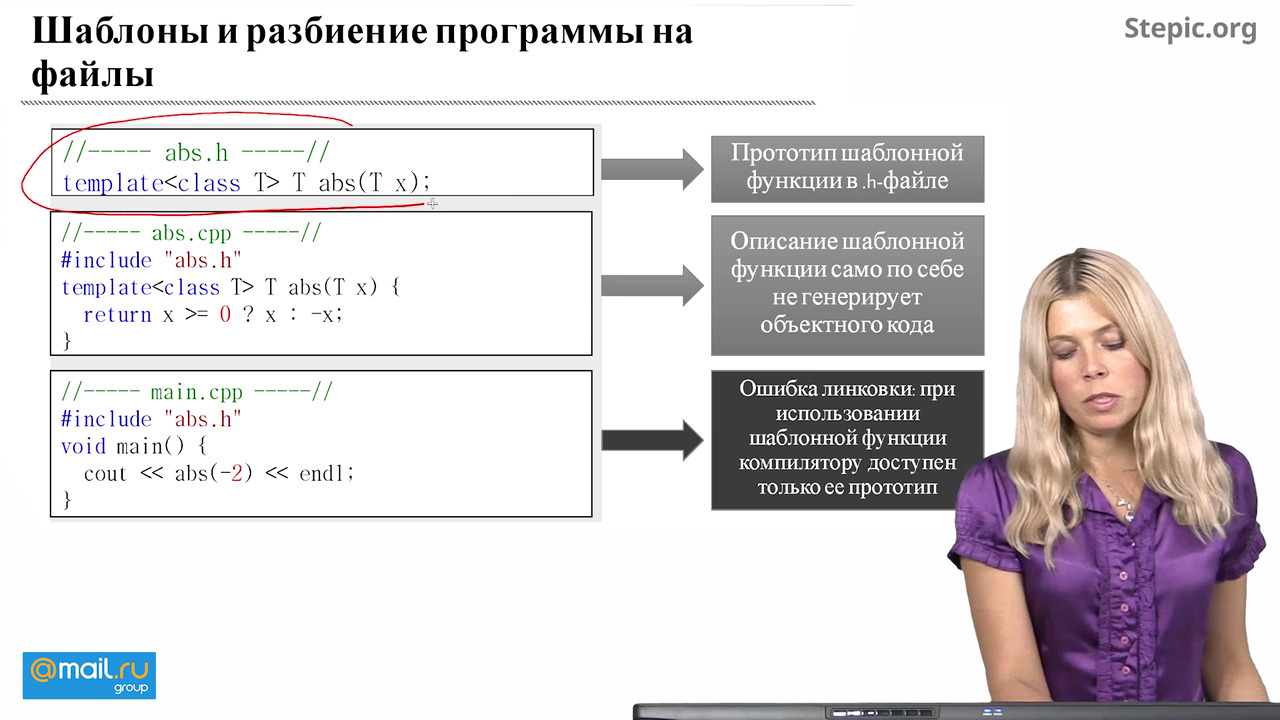 Шаблоны и разбиение программы на
файлы
Stepic.org
//----- abs.h -----//
template<class T> T abs(T x);
Прототип шаблонной
функции в .h-файле
//----- abs.cpp -----//
#include "abs.h"
template<class T> T abs(T x) {
return x >= 0 ? x : -x;
}
Описание шаблонной
функции само по себе
не генерирует
объектного кода
//----- main.cpp -----//
#include "abs.h"
void main() {
cout << abs(-2) << endl;
}
Ошибка линковки: при
использовании
шаблонной функции
компилятору доступен
только ее прототип
@mail.ru
group